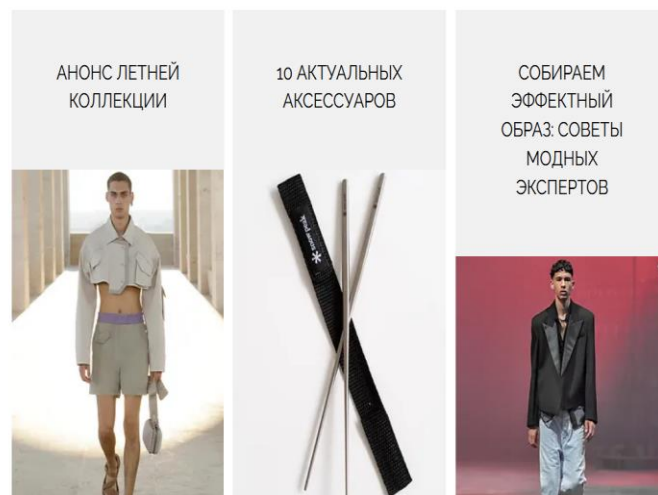 АНОНС ЛЕТНЕЙ
КОЛЛЕКЦИИ
10 АКТУАЛЬНЫХ
АКСЕССУАРОВ
СОБИРАЕМ
ЭФФЕКТНЫЙ
ОБРАЗ: СОВЕТЫ
МОДНЫХ
ЭКСПЕРТОВ
snow peak